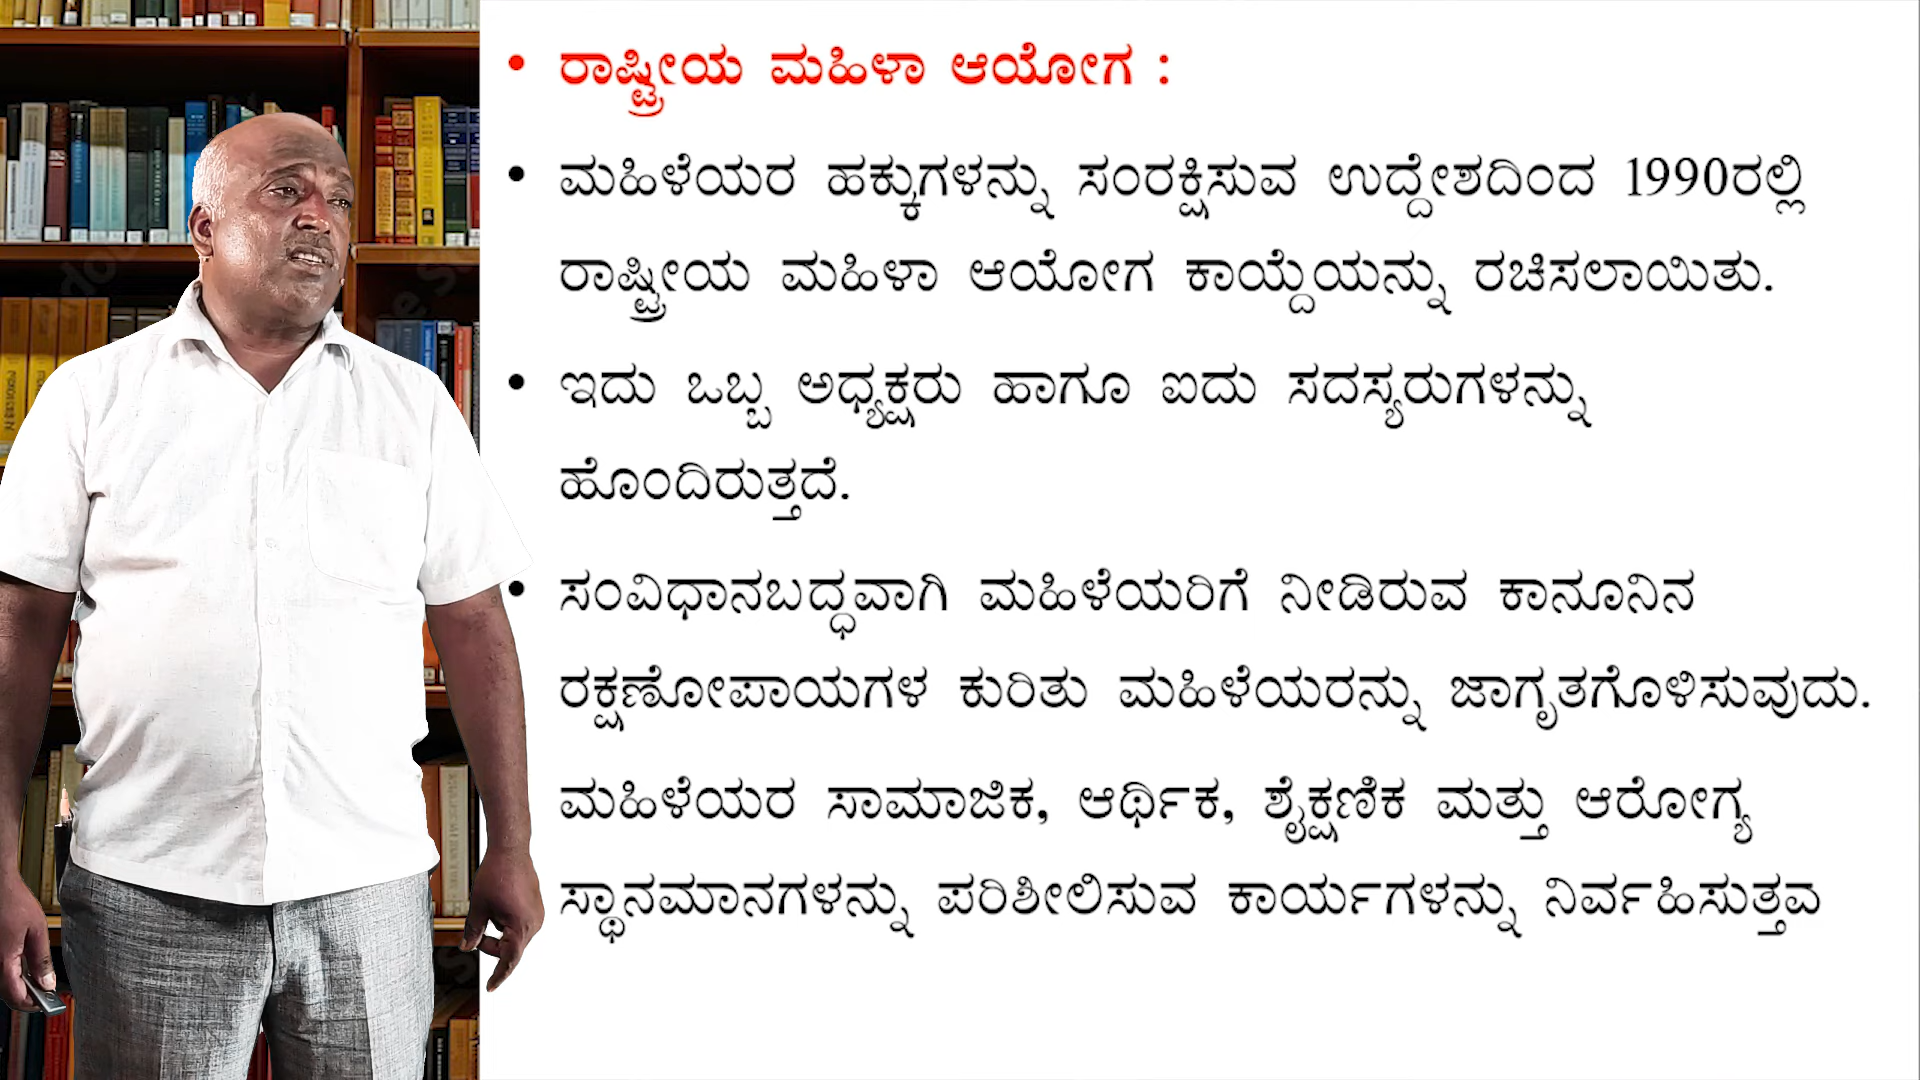 • ರಾಷ್ಟ್ರೀಯ ಮಹಿಳಾ ಆಯೋಗ :
• ಮಹಿಳೆಯರ ಹಕ್ಕುಗಳನ್ನು ಸಂರಕ್ಷಿಸುವ ಉದ್ದೇಶದಿಂದ 1990ರಲ್ಲಿ
ರಾಷ್ಟ್ರೀಯ ಮಹಿಳಾ ಆಯೋಗ ಕಾಯ್ದೆಯನ್ನು ರಚಿಸಲಾಯಿತು.
• ಇದು ಒಬ್ಬ ಅಧ್ಯಕ್ಷರು ಹಾಗೂ ಐದು ಸದಸ್ಯರುಗಳನ್ನು
ಹೊಂದಿರುತ್ತದೆ.
• ಸಂವಿಧಾನಬದ್ಧವಾಗಿ ಮಹಿಳೆಯರಿಗೆ ನೀಡಿರುವ ಕಾನೂನಿನ
ರಕ್ಷಣೋಪಾಯಗಳ ಕುರಿತು ಮಹಿಳೆಯರನ್ನು ಜಾಗೃತಗೊಳಿಸುವುದು.
ಮಹಿಳೆಯರ ಸಾಮಾಜಿಕ, ಆರ್ಥಿಕ, ಶೈಕ್ಷಣಿಕ ಮತ್ತು ಆರೋಗ್ಯ
ಸ್ಥಾನಮಾನಗಳನ್ನು ಪರಿಶೀಲಿಸುವ ಕಾರ್ಯಗಳನ್ನು ನಿರ್ವಹಿಸುತ್ತವ